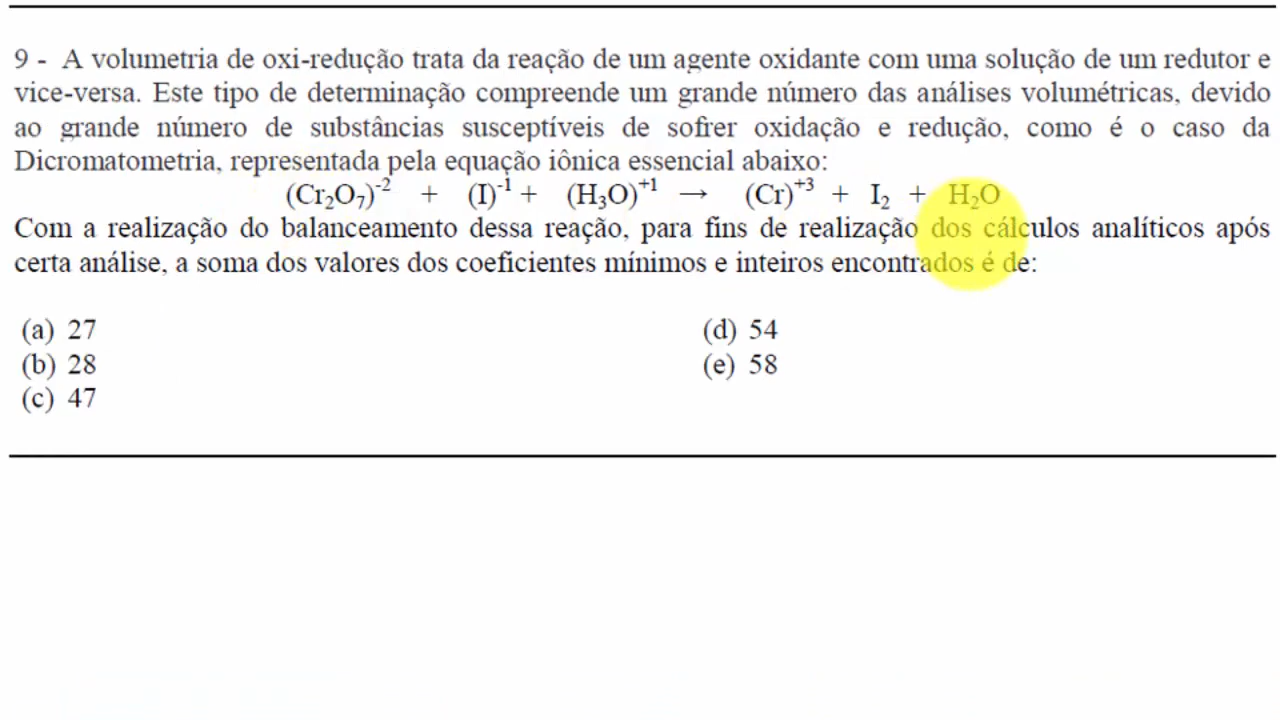 9 - A volumetria de oxi-redução trata da reação de um agente oxidante com uma solução de um redutor e
vice-versa. Este tipo de determinação compreende um grande número das análises volumétricas, devido
ao grande número de substâncias susceptíveis de sofrer oxidação e redução, como é o caso da
Dicromatometria, representada pela equação iônica essencial abaixo:
(Cr₂O₇)⁻² + (I)⁻¹ + (H₃O)⁺¹ → (Cr)⁺³ + I₂ + H₂O
Com a realização do balanceamento dessa reação, para fins de realização dos cálculos analíticos após
certa análise, a soma dos valores dos coeficientes mínimos e inteiros encontrados é de:
(a) 27
(b) 28
(c) 47
(d) 54
(e) 58